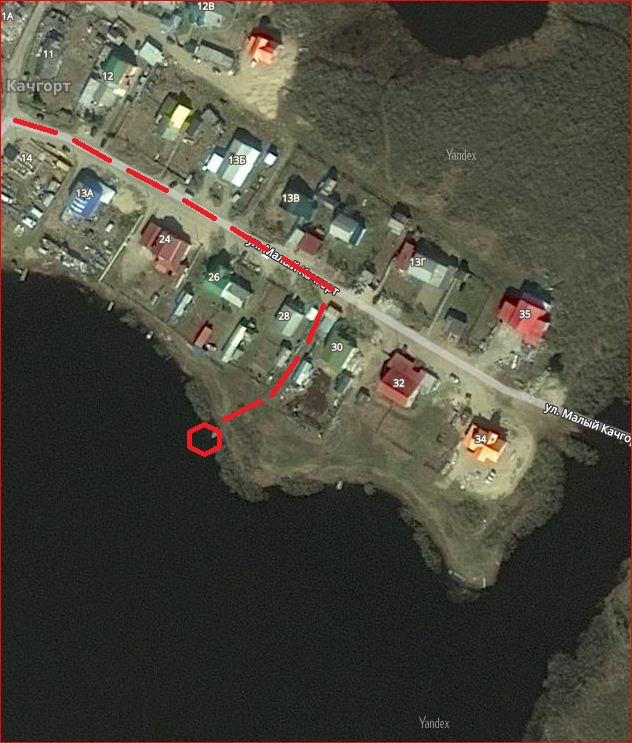 1А
12В
11
Качгорт
12
13Б
14
13А
13В
24
26
13Г
28
30
32
35
34
ул. Малый Качгорт
ул. Малый Качгор
Yandex
Yandex